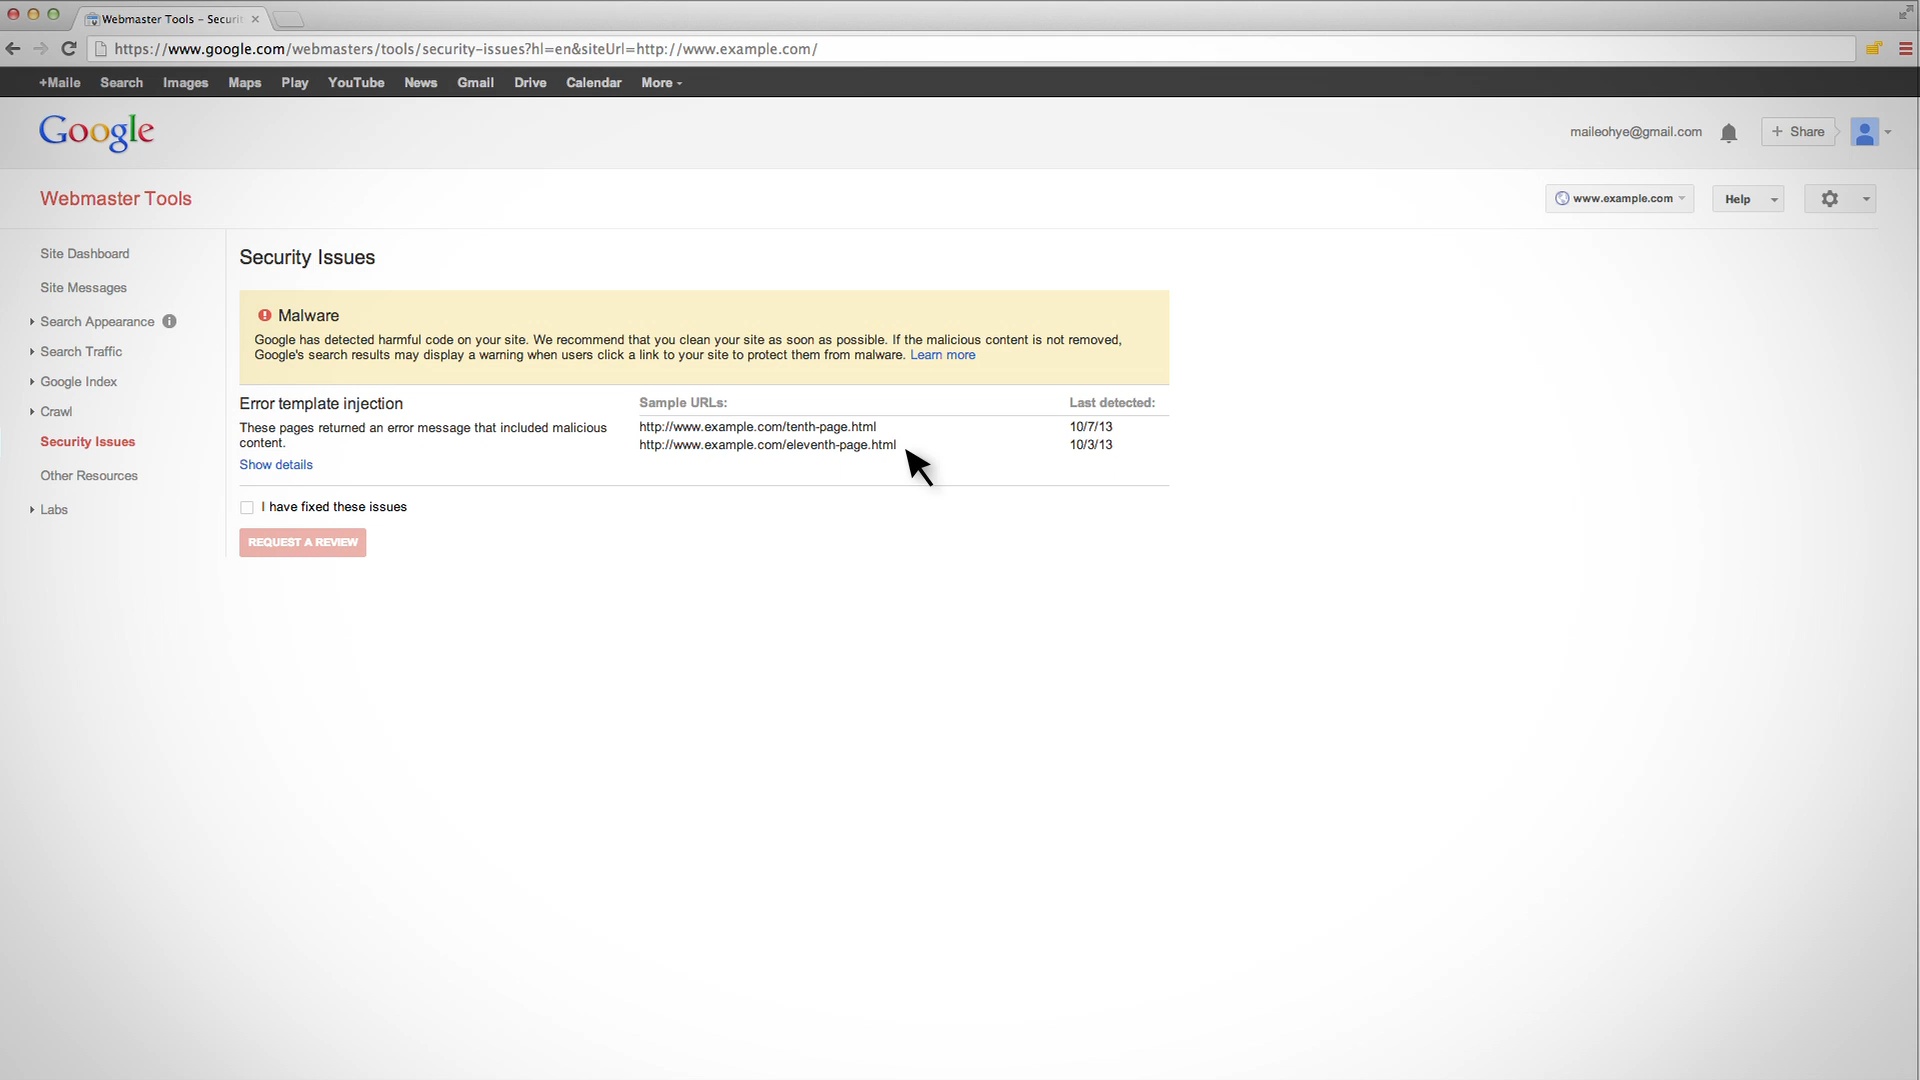 Webmaster Tools – Securit
https://www.google.com/webmasters/tools/security-issues?hl=en&siteUrl=http://www.example.com/
+Maile Search Images Maps Play YouTube News Gmail Drive Calendar More
Google
maileohye@gmail.com
+ Share
Webmaster Tools
www.example.com
Help
Site Dashboard
Site Messages
Search Appearance
Search Traffic
Google Index
Crawl
Security Issues
Other Resources
Labs
Security Issues
Malware
Google has detected harmful code on your site. We recommend that you clean your site as soon as possible. If the malicious content is not removed,
Google's search results may display a warning when users click a link to your site to protect them from malware. Learn more
Error template injection
These pages returned an error message that included malicious
content.
Show details
Sample URLs: Last detected:
http://www.example.com/tenth-page.html 10/7/13
http://www.example.com/eleventh-page.html 10/3/13
I have fixed these issues
REQUEST A REVIEW